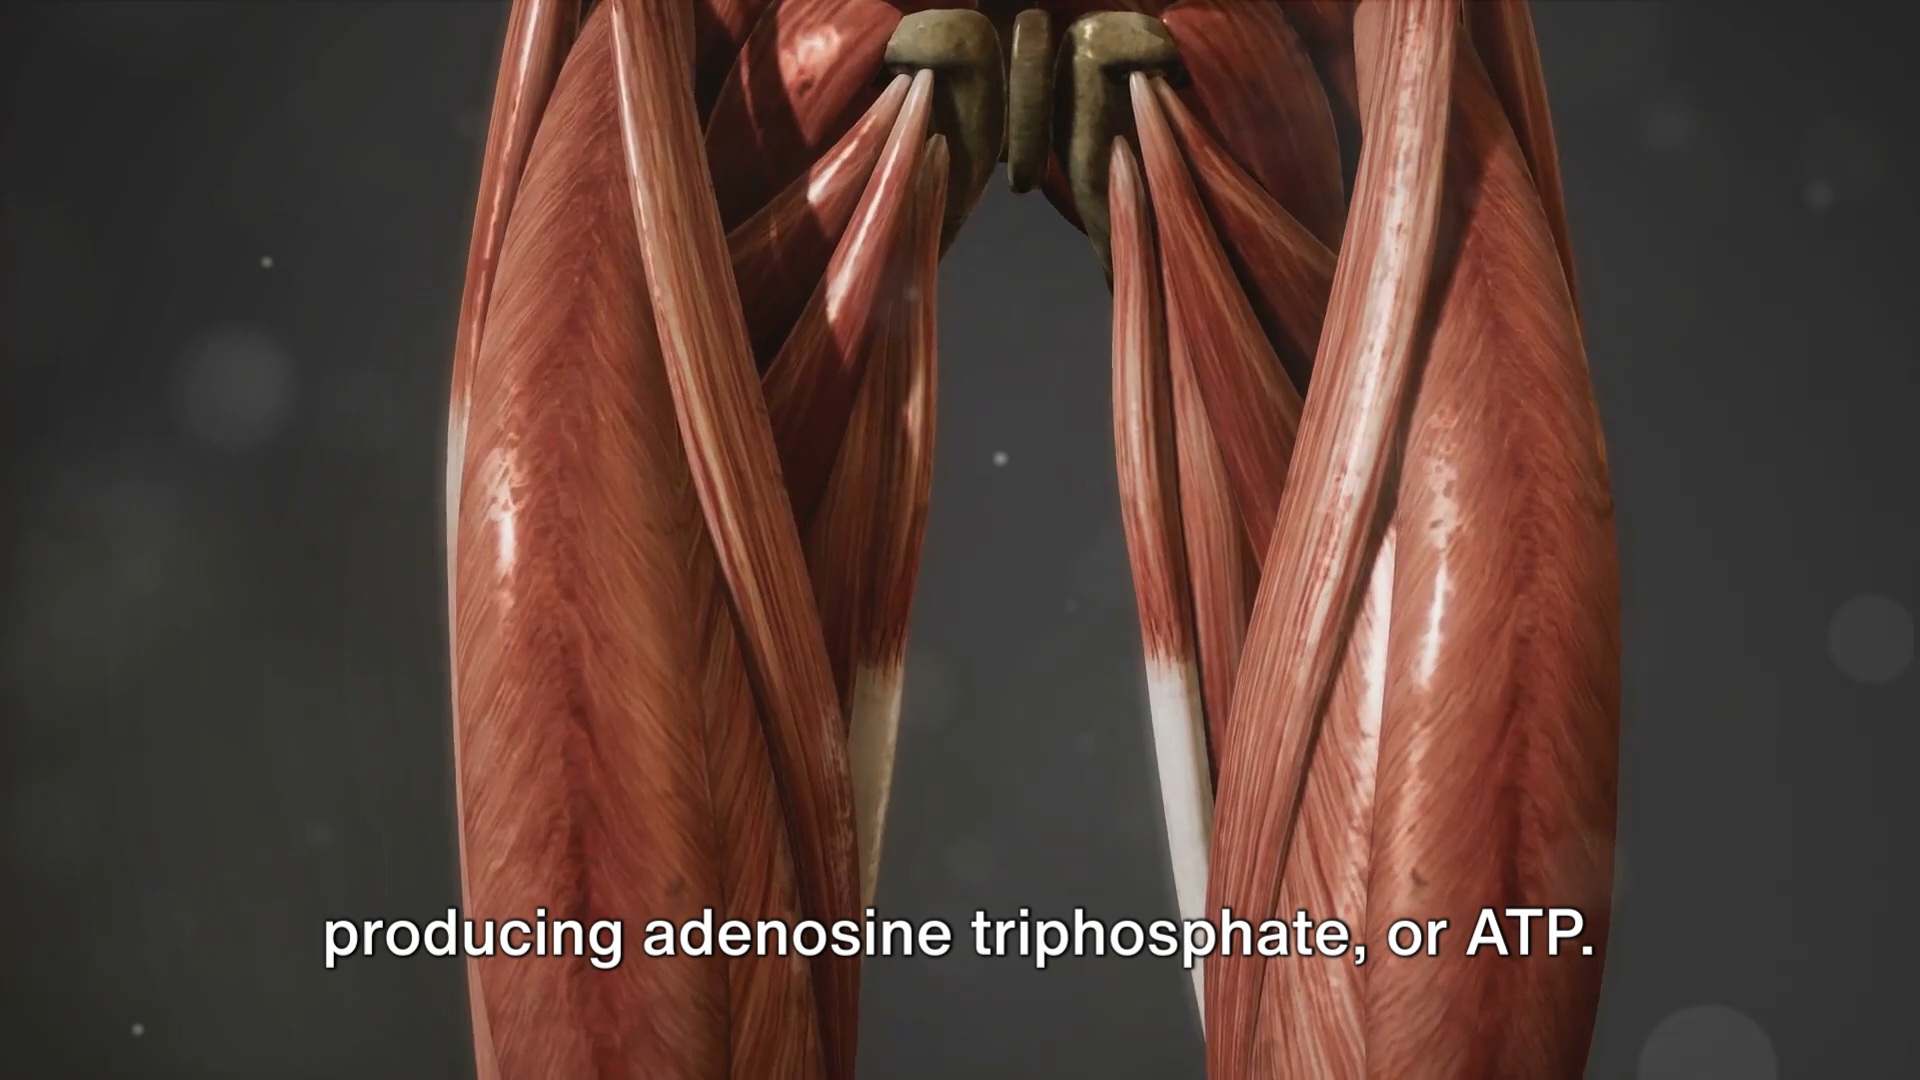 producing adenosine triphosphate, or ATP.